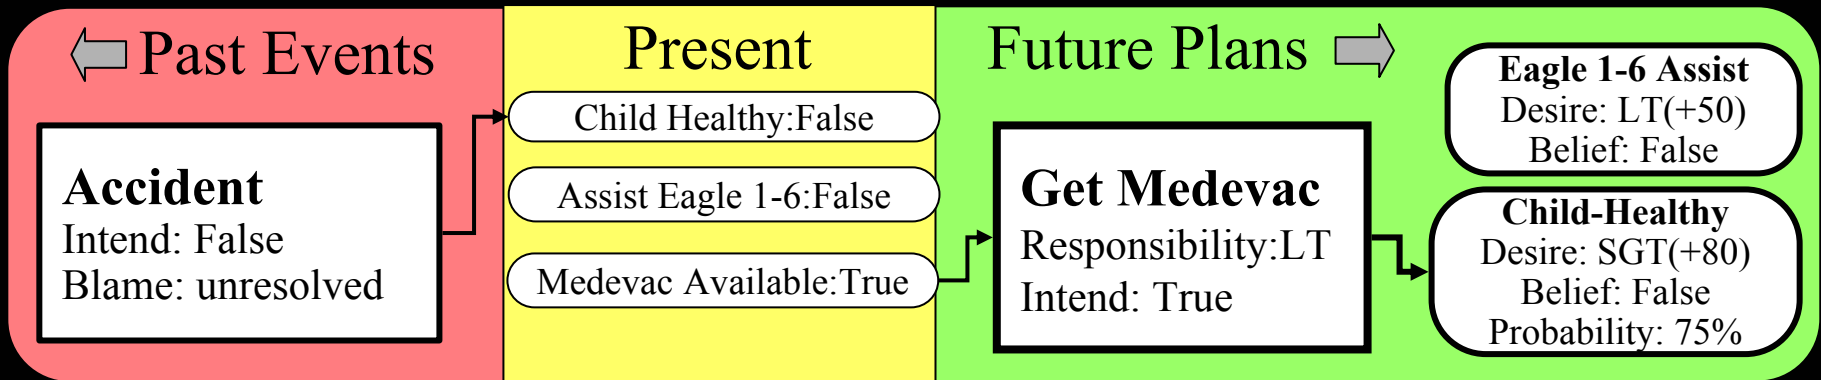 Past Events
Accident
Intend: False
Blame: unresolved
Present
Child Healthy:False
Assist Eagle 1-6:False
Medevac Available:True
Future Plans
Get Medevac
Responsibility:LT
Intend: True
Eagle 1-6 Assist
Desire: LT(+50)
Belief: False
Child-Healthy
Desire: SGT(+80)
Belief: False
Probability: 75%